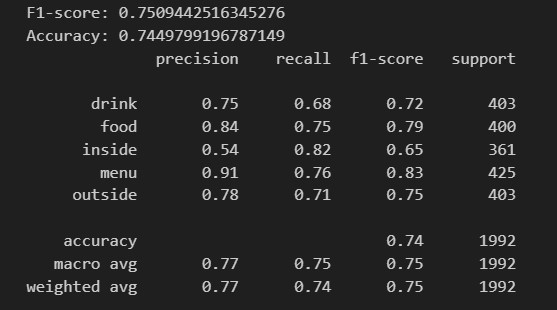 F1-score: 0.7509442516345276
Accuracy: 0.7449799196787149
precision recall f1-score support
drink 0.75 0.68 0.72 403
food 0.84 0.75 0.79 400
inside 0.54 0.82 0.65 361
menu 0.91 0.76 0.83 425
outside 0.78 0.71 0.75 403
accuracy 0.74 1992
macro avg 0.77 0.75 0.75 1992
weighted avg 0.77 0.74 0.75 1992